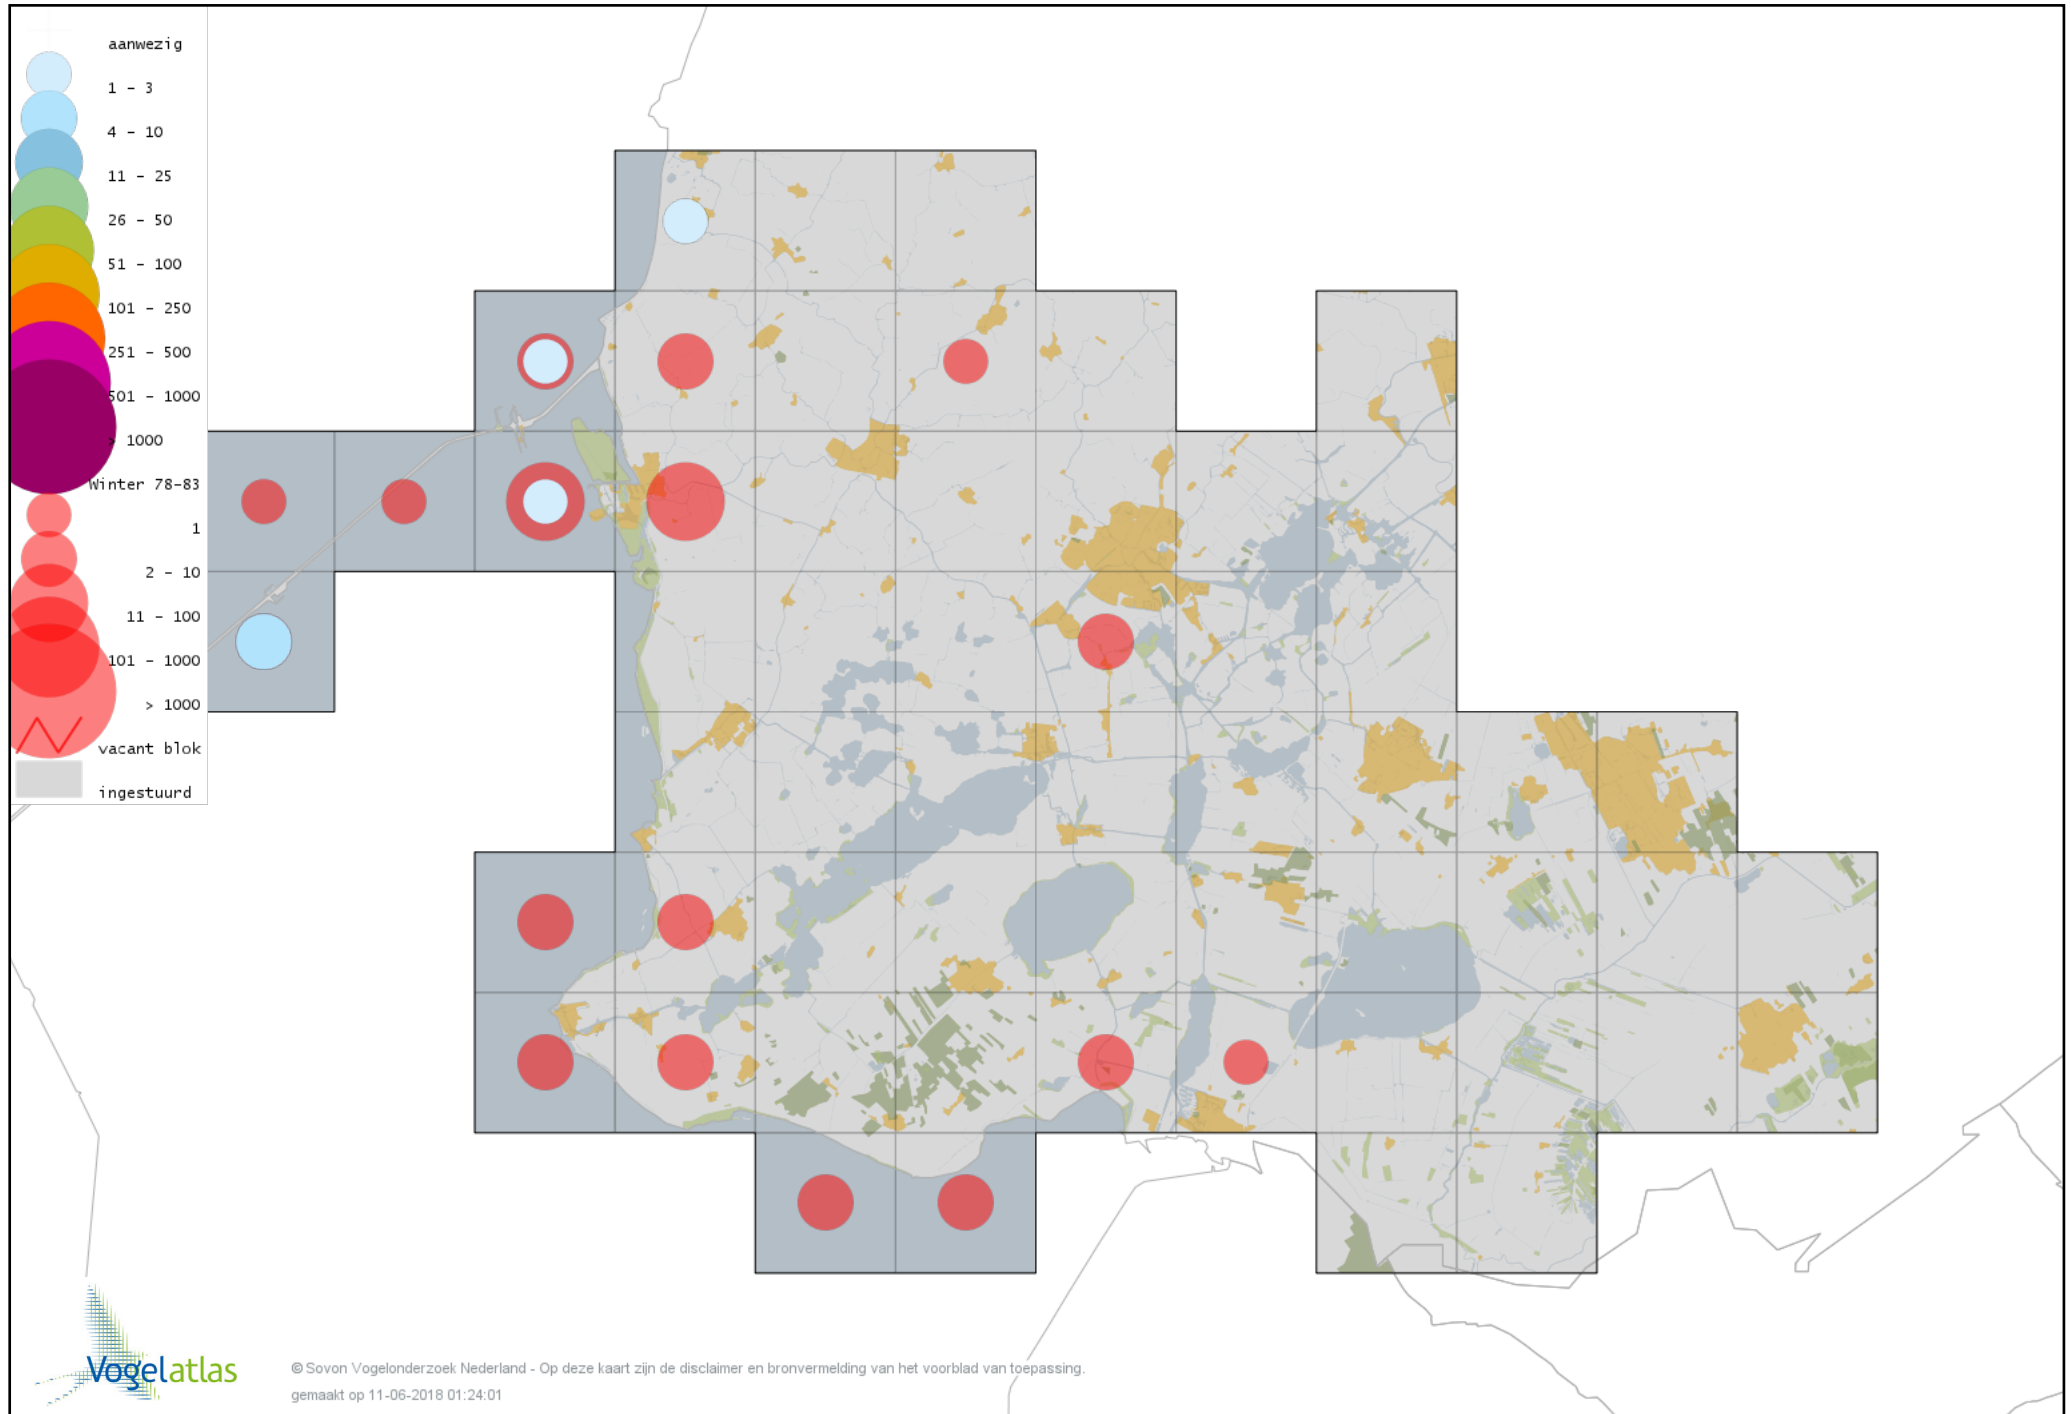 aanwezig
1 – 3
4 – 10
11 – 25
26 – 50
51 – 100
101 – 250
251 – 500
501 – 1000
> 1000
Winter 78-83
1
2 – 10
11 – 100
101 – 1000
> 1000
vacant blok
ingestuurd
Vogelatlas
© Sovon Vogelonderzoek Nederland - Op deze kaart zijn de disclaimer en bronvermelding van het voorblad van toepassing.
gemaakt op 11-06-2018 01:24:01